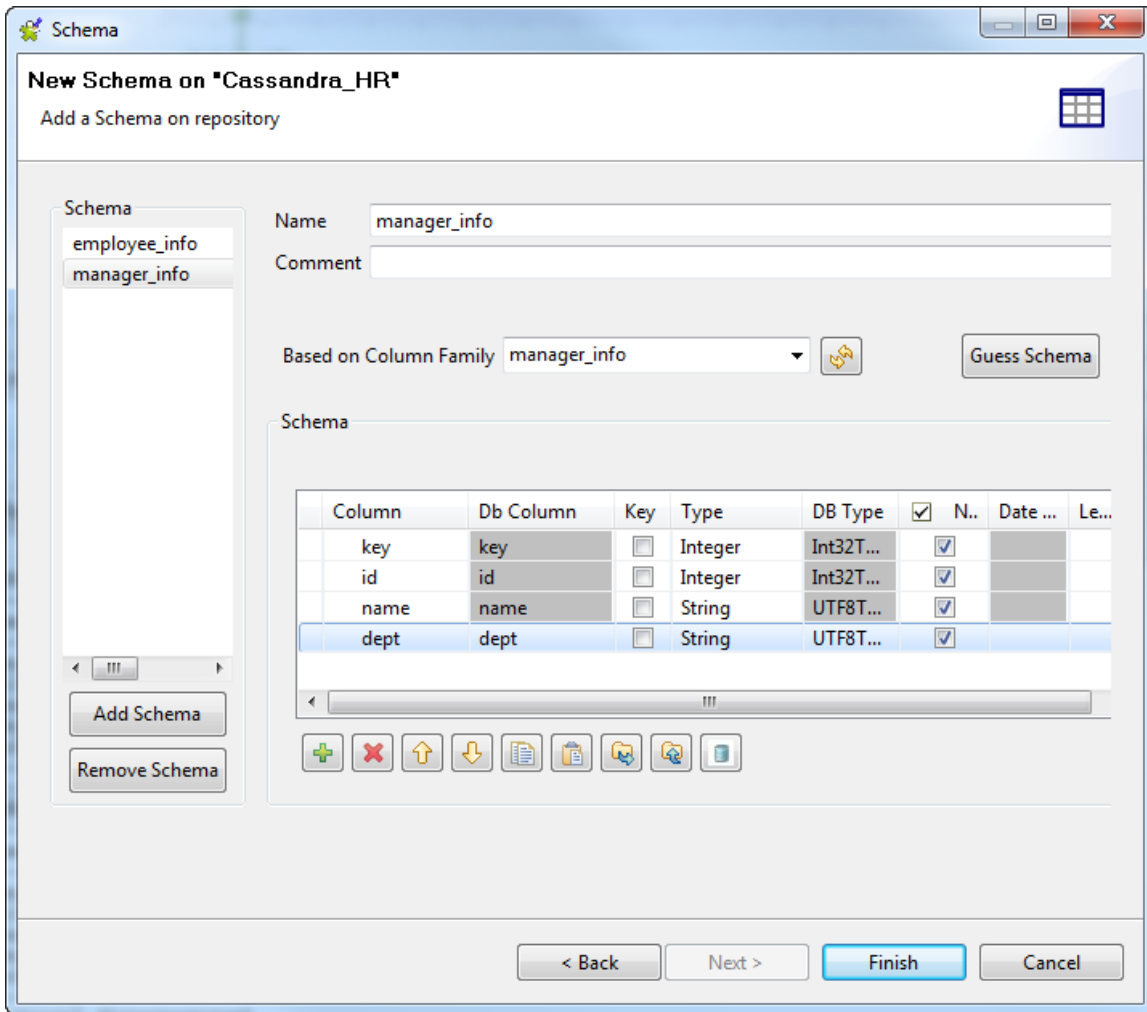 Schema
New Schema on "Cassandra_HR"
Add a Schema on repository
Schema
employee_info
manager_info
Add Schema
Remove Schema
Name manager_info
Comment
Based on Column Family manager_info Guess Schema
Schema
Column Db Column Key Type DB Type N.. Date ... Le...
key key Integer Int32T...
id id Integer Int32T...
name name String UTF8T...
dept dept String UTF8T...
< Back Next > Finish Cancel